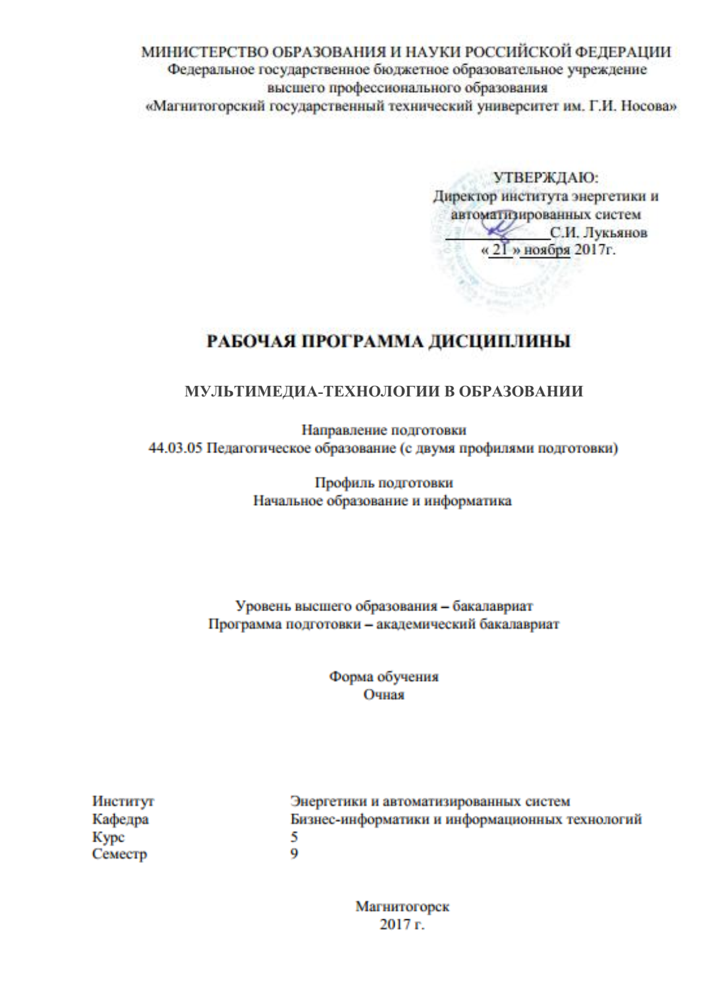 МИНИСТЕРСТВО ОБРАЗОВАНИЯ И НАУКИ РОССИЙСКОЙ ФЕДЕРАЦИИ
Федеральное государственное бюджетное образовательное учреждение
высшего профессионального образования
«Магнитогорский государственный технический университет им. Г.И. Носова»
УТВЕРЖДАЮ:
Директор института энергетики и
автоматизированных систем
С.И. Лукьянов
« 21 » ноября 2017г.
РАБОЧАЯ ПРОГРАММА ДИСЦИПЛИНЫ
МУЛЬТИМЕДИА-ТЕХНОЛОГИИ В ОБРАЗОВАНИИ
Направление подготовки
44.03.05 Педагогическое образование (с двумя профилями подготовки)
Профиль подготовки
Начальное образование и информатика
Уровень высшего образования – бакалавриат
Программа подготовки – академический бакалавриат
Форма обучения
Очная
Институт Энергетики и автоматизированных систем
Кафедра Бизнес-информатики и информационных технологий
Курс 5
Семестр 9
Магнитогорск
2017 г.